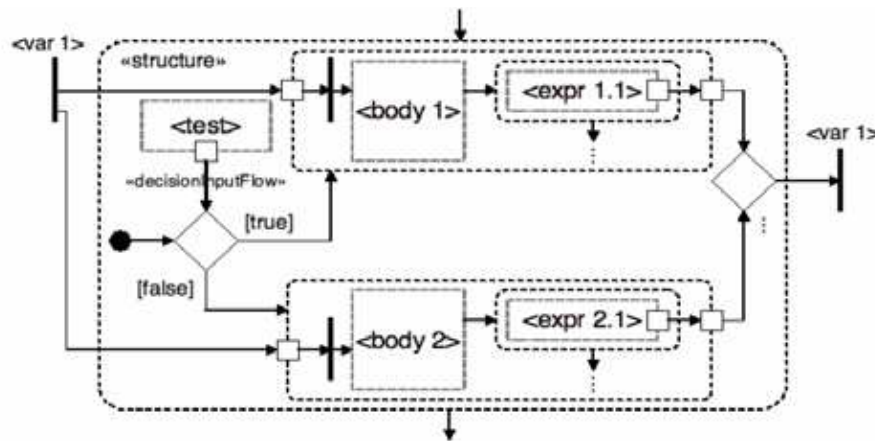 <var 1>
«structure»
<test>
«decisionInputFlow»
[true]
[false]
<body 1>
<expr 1.1>
<body 2>
<expr 2.1>
<var 1>